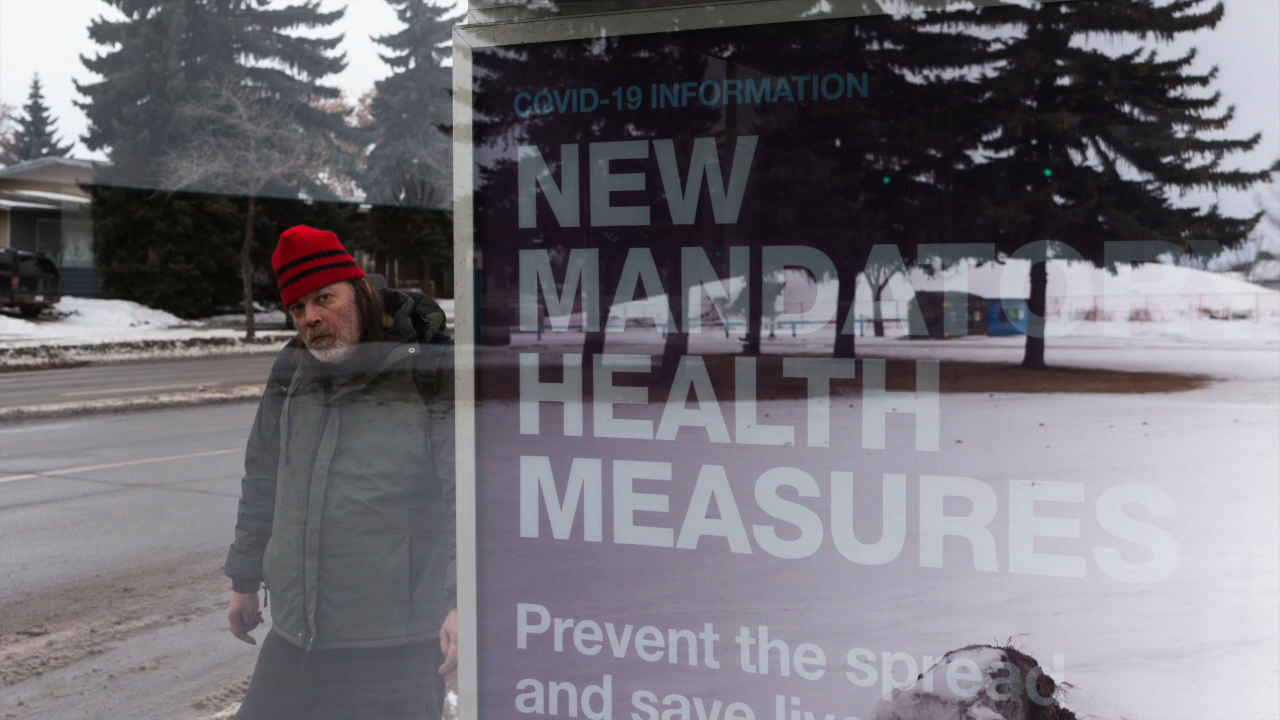 COVID-19 INFORMATION
NEW
MANDATORY
HEALTH
MEASURES
Prevent the spread
and save